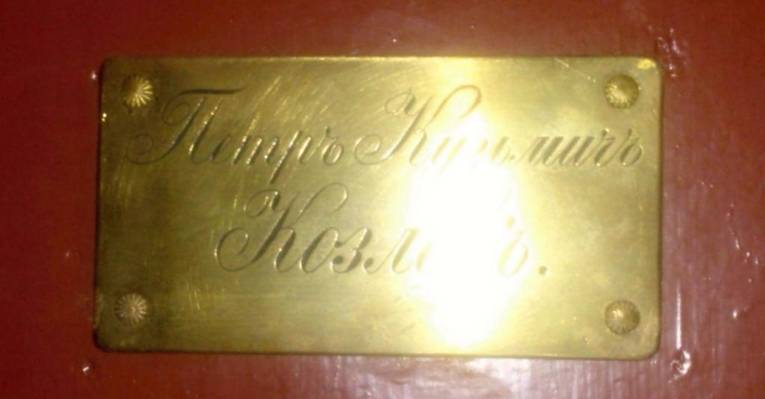 Петръ Кузьмичъ
Козловъ.